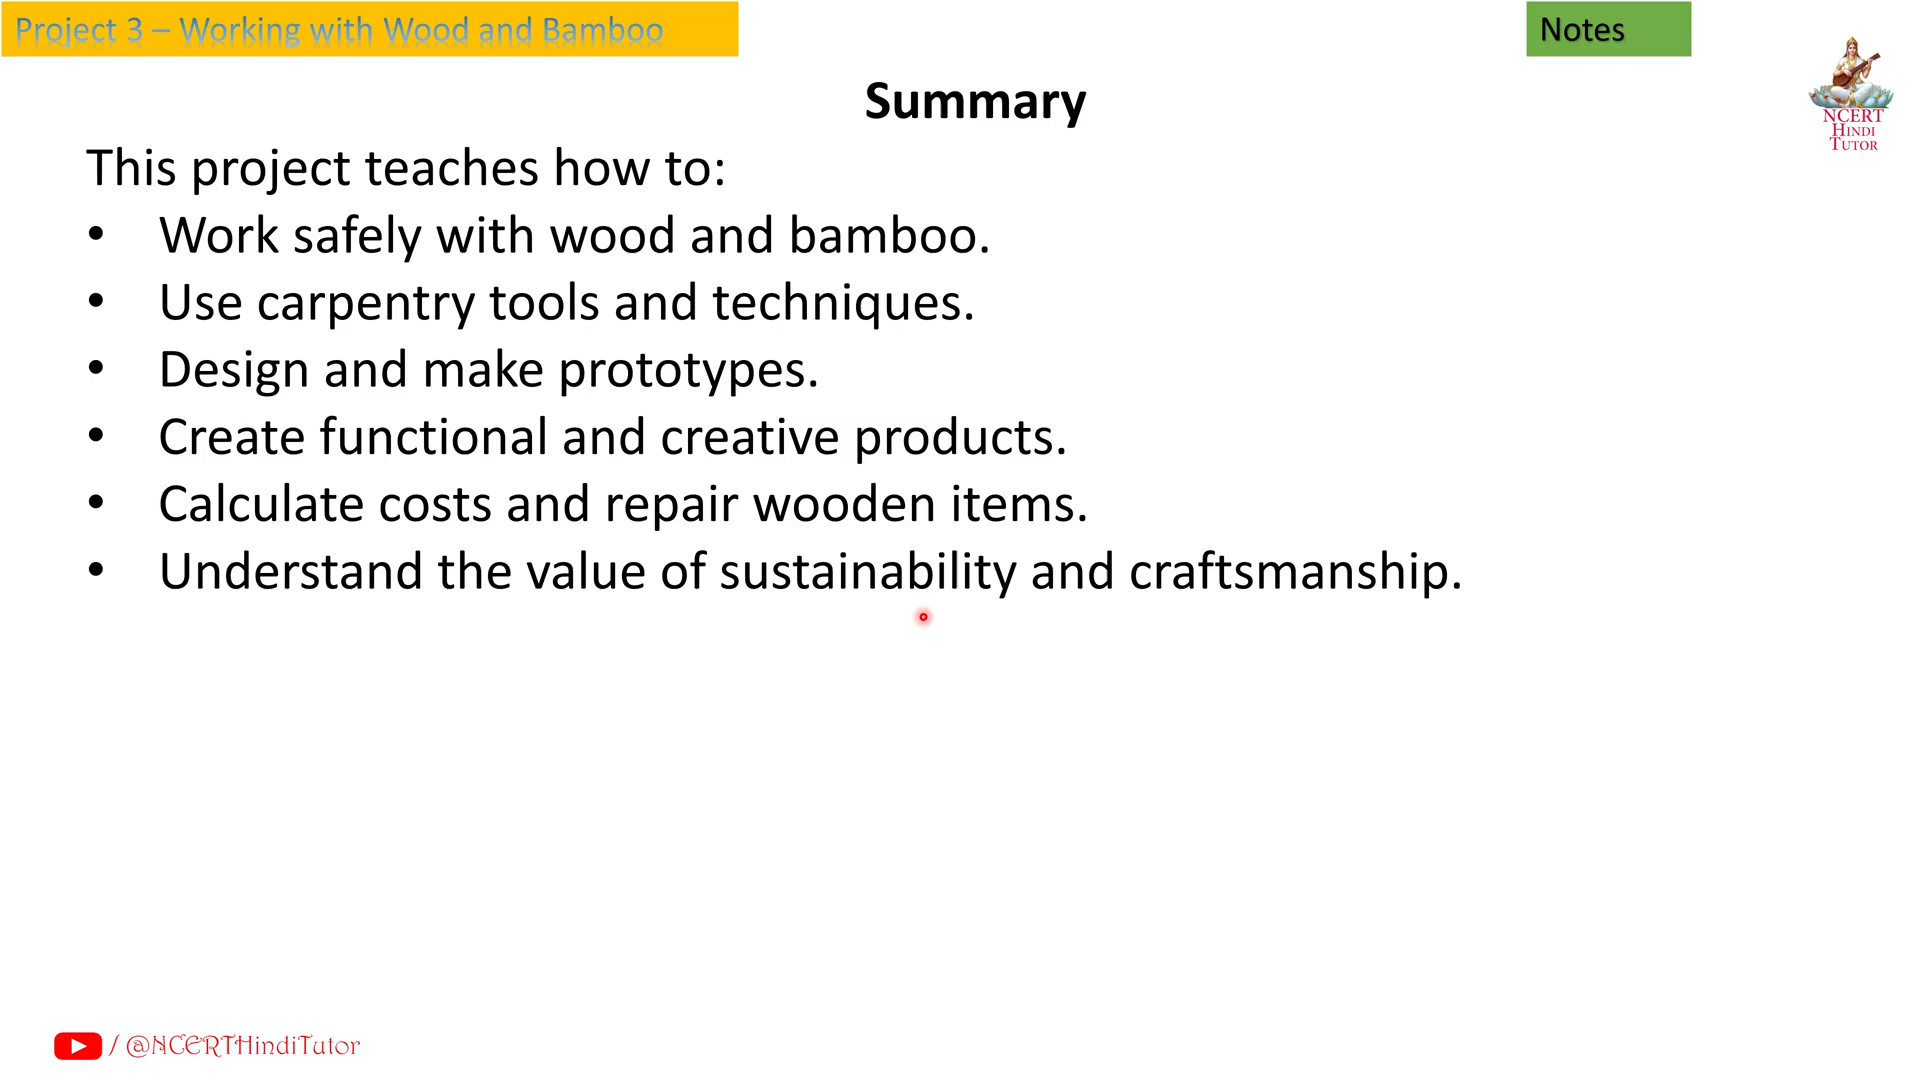 Project 3 – Working with Wood and Bamboo
Notes
NCERT
HINDI
TUTOR
Summary
This project teaches how to:
• Work safely with wood and bamboo.
• Use carpentry tools and techniques.
• Design and make prototypes.
• Create functional and creative products.
• Calculate costs and repair wooden items.
• Understand the value of sustainability and craftsmanship.
/ @NCERTHindiTutor